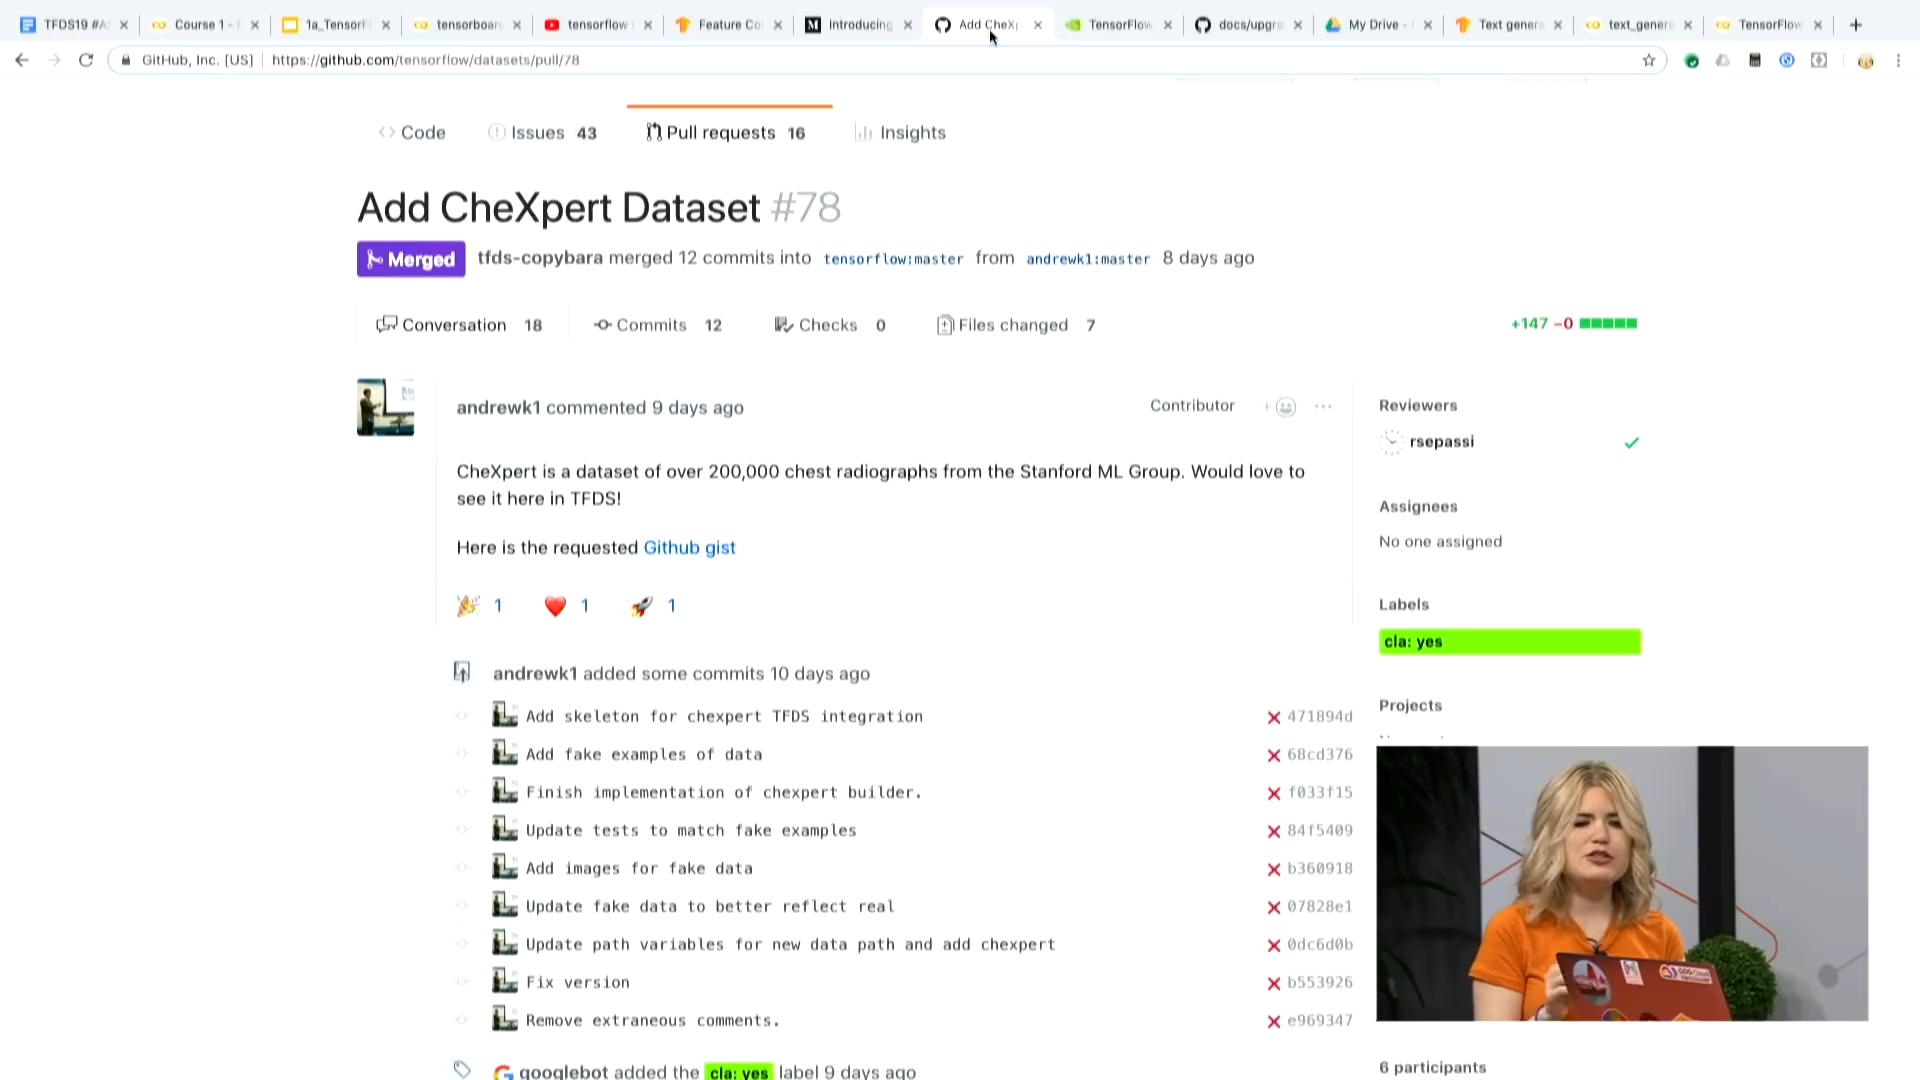 TFDS19 #A
Course 1 -
1a_Tensorf
tensorboar
tensorflow
Feature Col
Introducing
Add CheXp
TensorFlow
docs/upgra
My Drive -
Text genera
text_genera
TensorFlow
GitHub, Inc. [US] | https://github.com/tensorflow/datasets/pull/78
Code
Issues 43
Pull requests 16
Insights
Add CheXpert Dataset #78
Merged tfds-copybara merged 12 commits into tensorflow:master from andrewk1:master 8 days ago
Conversation 18
Commits 12
Checks 0
Files changed 7
+147 −0
andrewk1 commented 9 days ago
Contributor
CheXpert is a dataset of over 200,000 chest radiographs from the Stanford ML Group. Would love to
see it here in TFDS!
Here is the requested Github gist
1 1 1
Reviewers
rsepassi
Assignees
No one assigned
Labels
cla: yes
Projects
andrewk1 added some commits 10 days ago
Add skeleton for chexpert TFDS integration 471894d
Add fake examples of data 68cd376
Finish implementation of chexpert builder. f033f15
Update tests to match fake examples 84f5409
Add images for fake data b360918
Update fake data to better reflect real 07828e1
Update path variables for new data path and add chexpert 0dc6d0b
Fix version b553926
Remove extraneous comments. e969347
googlebot added the cla: yes label 9 days ago
6 participants